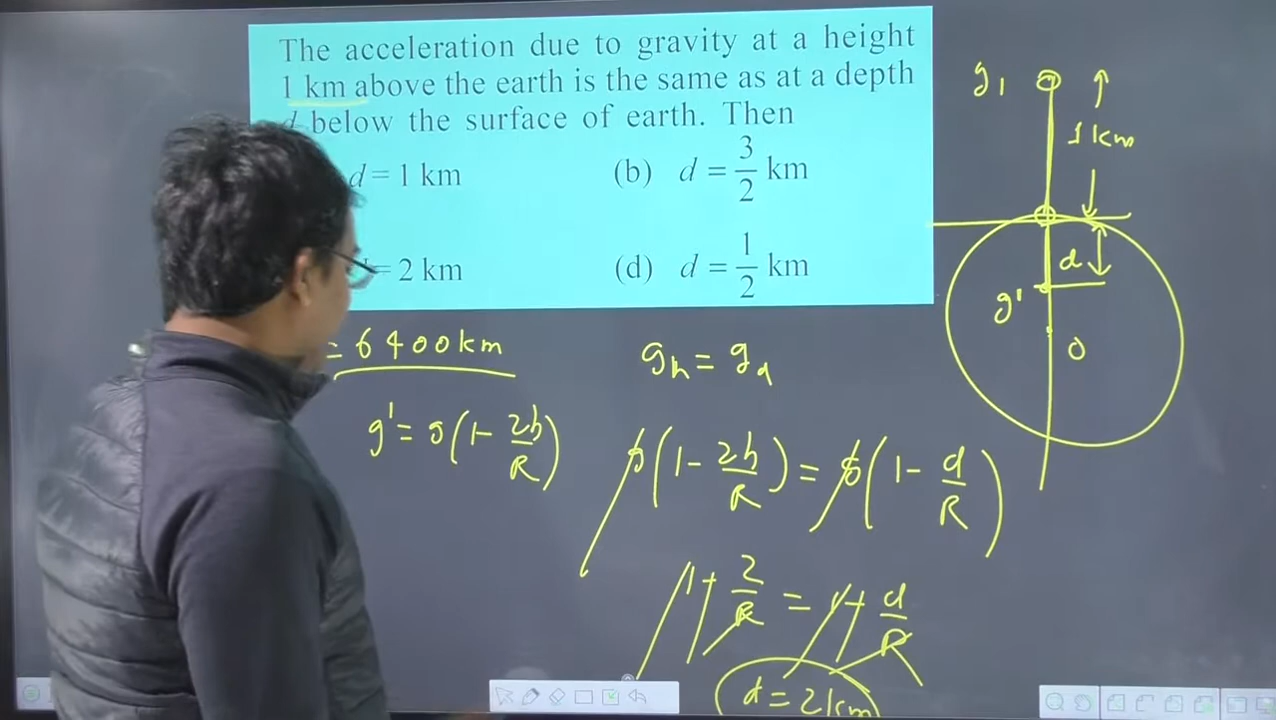 The acceleration due to gravity at a height
1 km above the earth is the same as at a depth
d below the surface of earth. Then
d = 1 km
(b) d = 3/2 km
= 2 km
(d) d = 1/2 km
g1
1 km
d
g'
O
= 6400 km
gh = gd
g' = g(1 - 2h/R)
g(1 - 2h/R) = g(1 - d/R)
1 - 2/R = 1 - d/R
d = 2 km